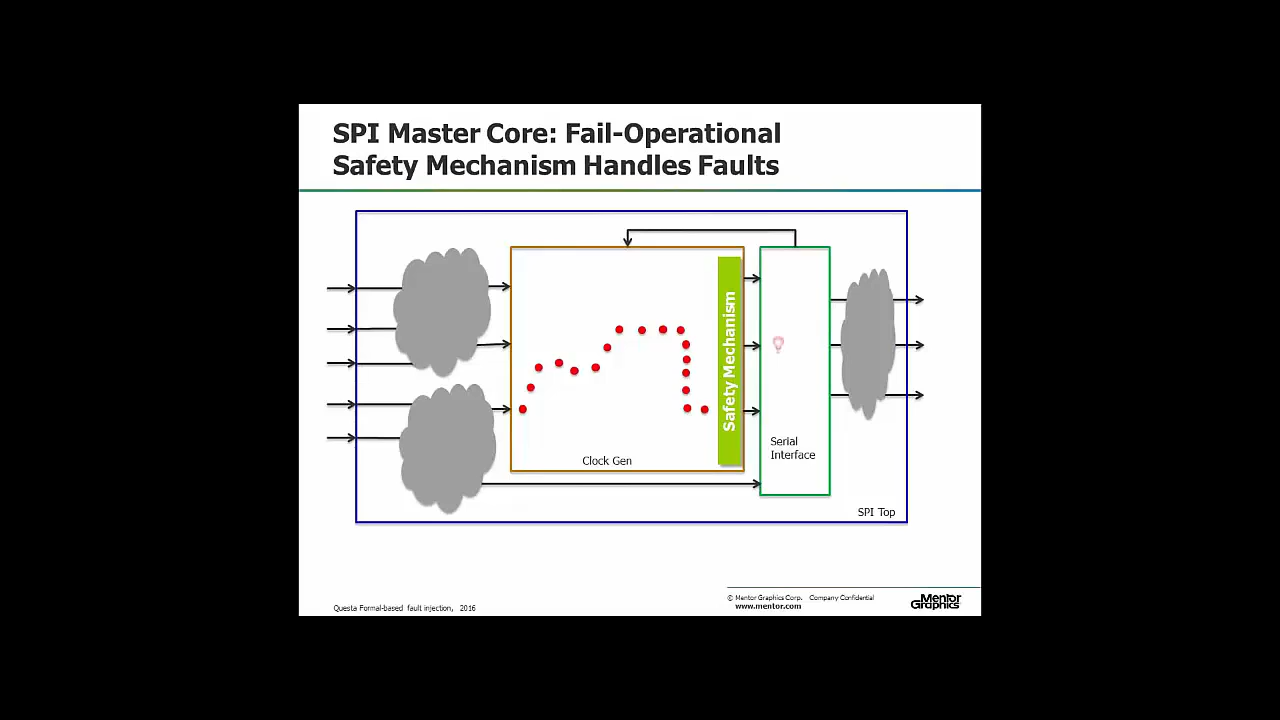 SPI Master Core: Fail-Operational
Safety Mechanism Handles Faults
Safety Mechanism
Serial
Interface
Clock Gen
SPI Top
© Mentor Graphics Corp. Company Confidential
www.mentor.com
Mentor
Graphics
Questa Formal-based fault injection, 2016